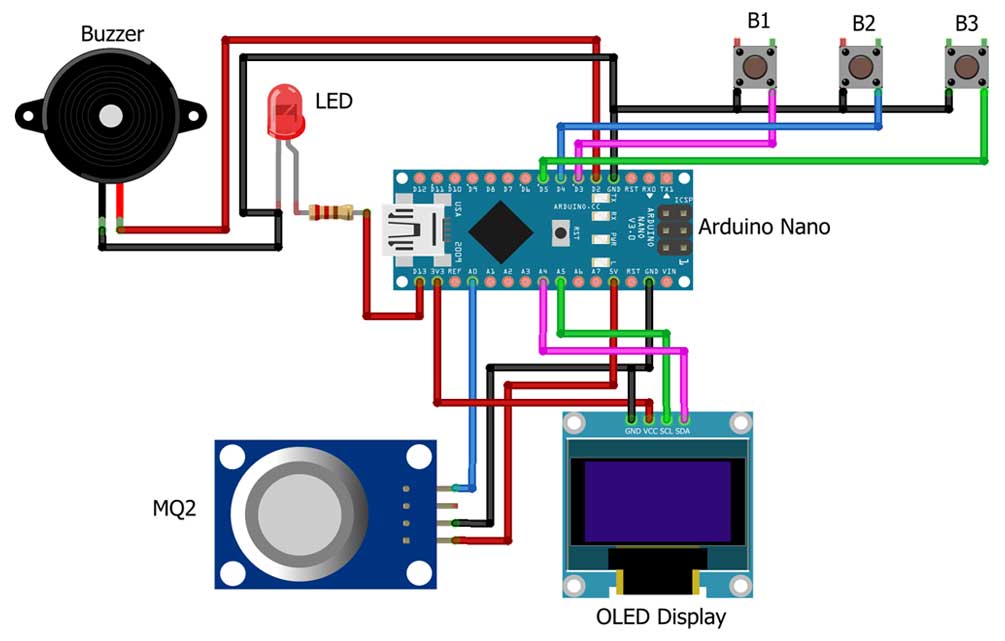 Buzzer
B1
B2
B3
LED
D12 D11 D10 D9 D8 D7 D6 D5 D4 D3 D2 GND RST RX0 TX1
ARDUINO.CC
TX
RX
PWR
L
RST
USA
2009
ARDUINO
NANO
V3.0
ICSP
1
Arduino Nano
D13 3V3 REF A0 A1 A2 A3 A4 A5 A6 A7 5V RST GND VIN
GND VCC SCL SDA
MQ2
OLED Display